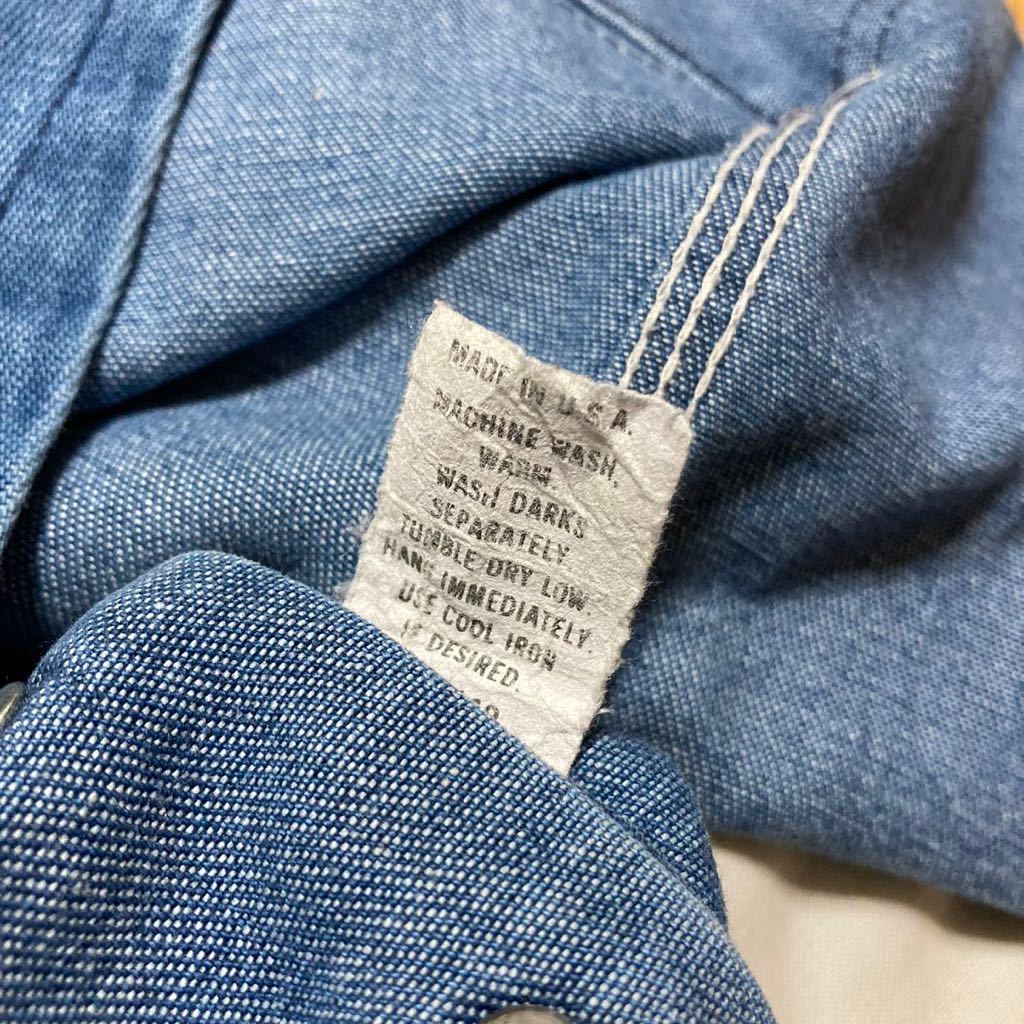 MADE IN U.S.A.
MACHINE WASH.
WARM.
WASH DARKS
SEPARATELY
TUMBLE DRY LOW.
HANG IMMEDIATELY.
USE COOL IRON
IF DESIRED.